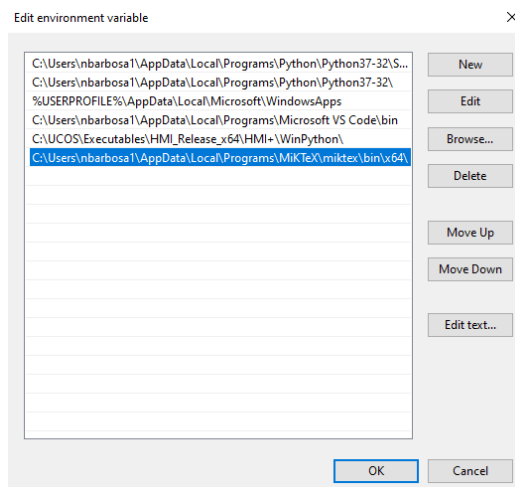 Edit environment variable
C:\Users\nbarbosa1\AppData\Local\Programs\Python\Python37-32\S...
C:\Users\nbarbosa1\AppData\Local\Programs\Python\Python37-32\
%USERPROFILE%\AppData\Local\Microsoft\WindowsApps
C:\Users\nbarbosa1\AppData\Local\Programs\Microsoft VS Code\bin
C:\UCOS\Executables\HMI_Release_x64\HMI+\WinPython\
C:\Users\nbarbosa1\AppData\Local\Programs\MiKTeX\miktex\bin\x64\
New
Edit
Browse...
Delete
Move Up
Move Down
Edit text...
OK
Cancel